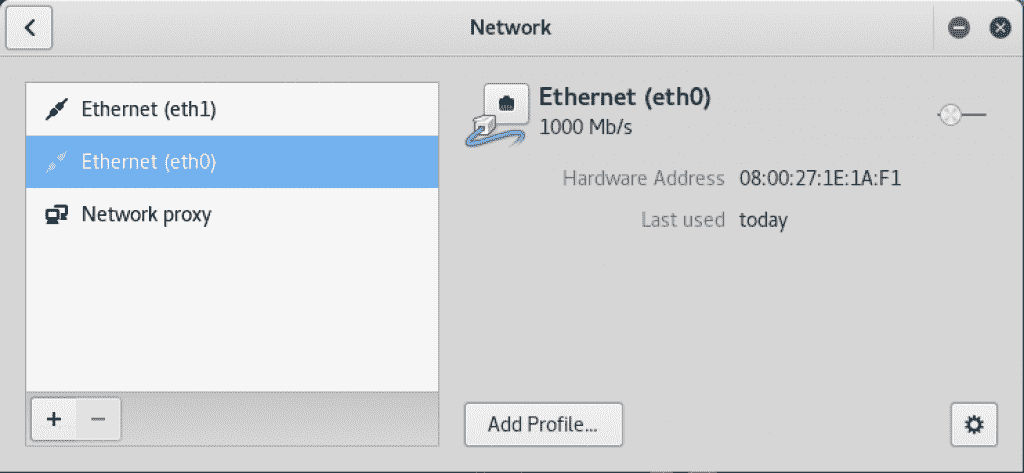 Network
Ethernet (eth1)
Ethernet (eth0)
Network proxy
Ethernet (eth0)
1000 Mb/s
Hardware Address 08:00:27:1E:1A:F1
Last used today
Add Profile...